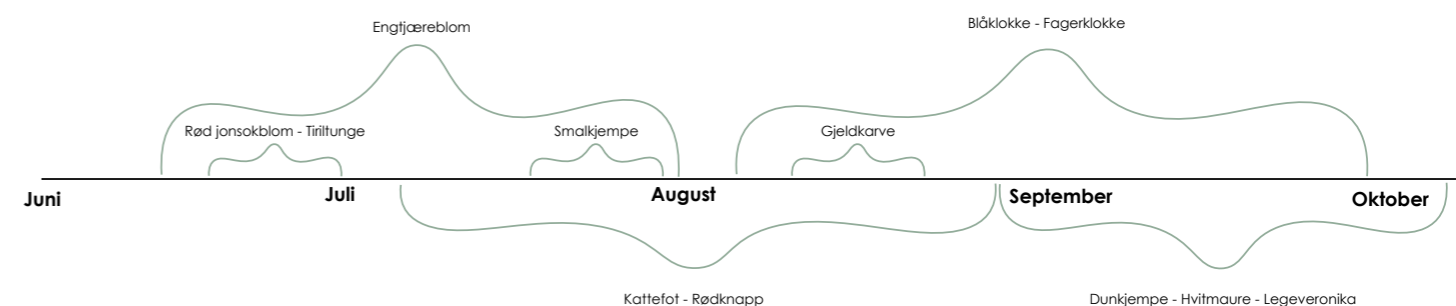 Engtjæreblom
Blåklokke - Fagerklokke
Rød jonsokblom - Tiriltunge
Smalkjempe
Gjeldkarve
Juni
Juli
August
September
Oktober
Kattefot - Rødknapp
Dunkjempe - Hvitmaure - Legeveronika